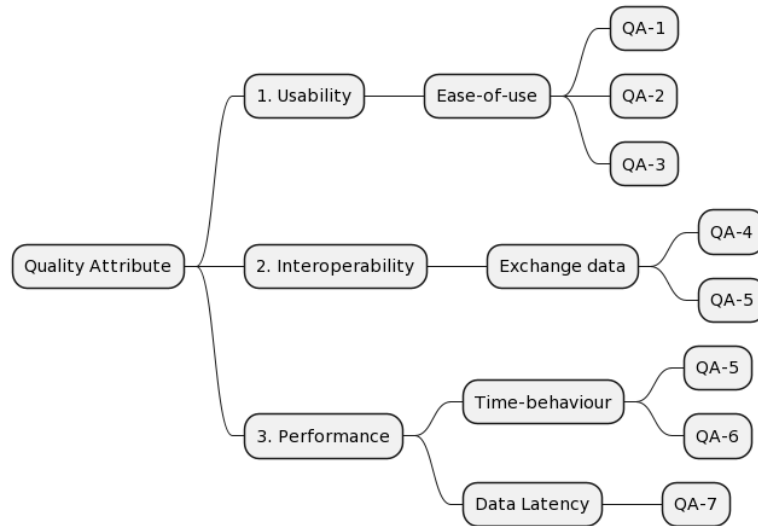 Quality Attribute
1. Usability
Ease-of-use
QA-1
QA-2
QA-3
2. Interoperability
Exchange data
QA-4
QA-5
3. Performance
Time-behaviour
QA-5
QA-6
Data Latency
QA-7